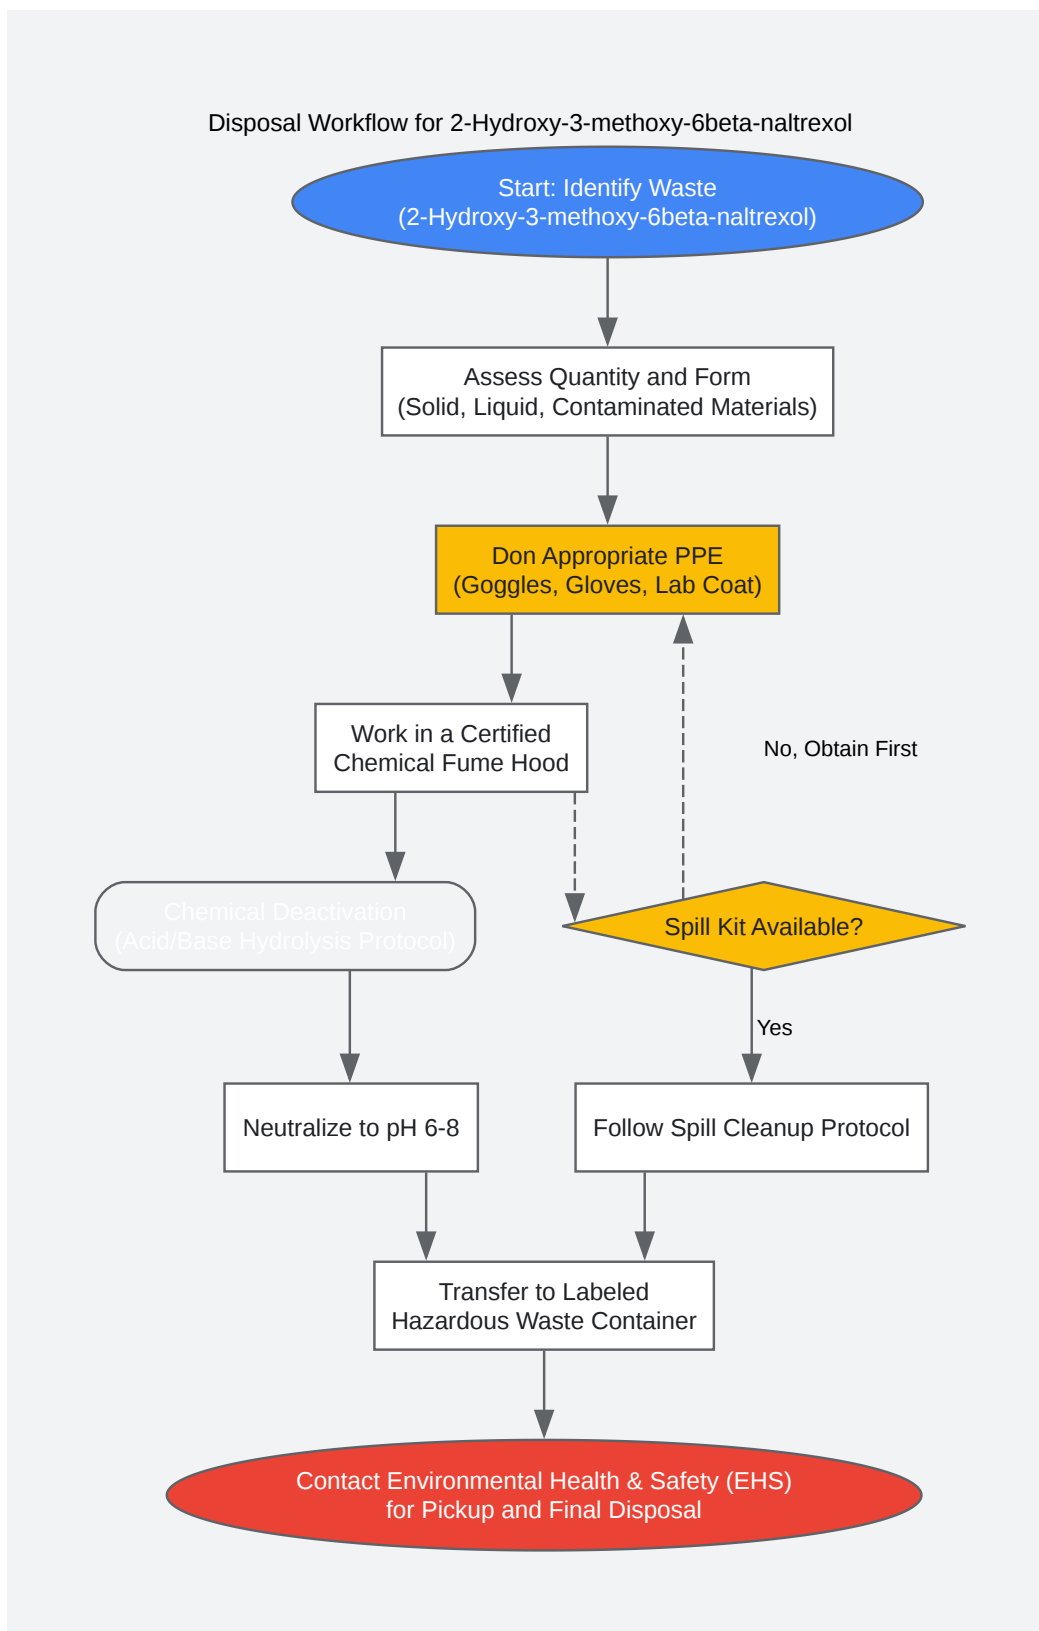 Disposal Workflow for 2-Hydroxy-3-methoxy-6beta-naltrexol
Start: Identify Waste
(2-Hydroxy-3-methoxy-6beta-naltrexol)
Assess Quantity and Form
(Solid, Liquid, Contaminated Materials)
Don Appropriate PPE
(Goggles, Gloves, Lab Coat)
Work in a Certified
Chemical Fume Hood
No, Obtain First
Chemical Deactivation
(Acid/Base Hydrolysis Protocol)
Spill Kit Available?
Yes
Neutralize to pH 6-8
Follow Spill Cleanup Protocol
Transfer to Labeled
Hazardous Waste Container
Contact Environmental Health & Safety (EHS)
for Pickup and Final Disposal